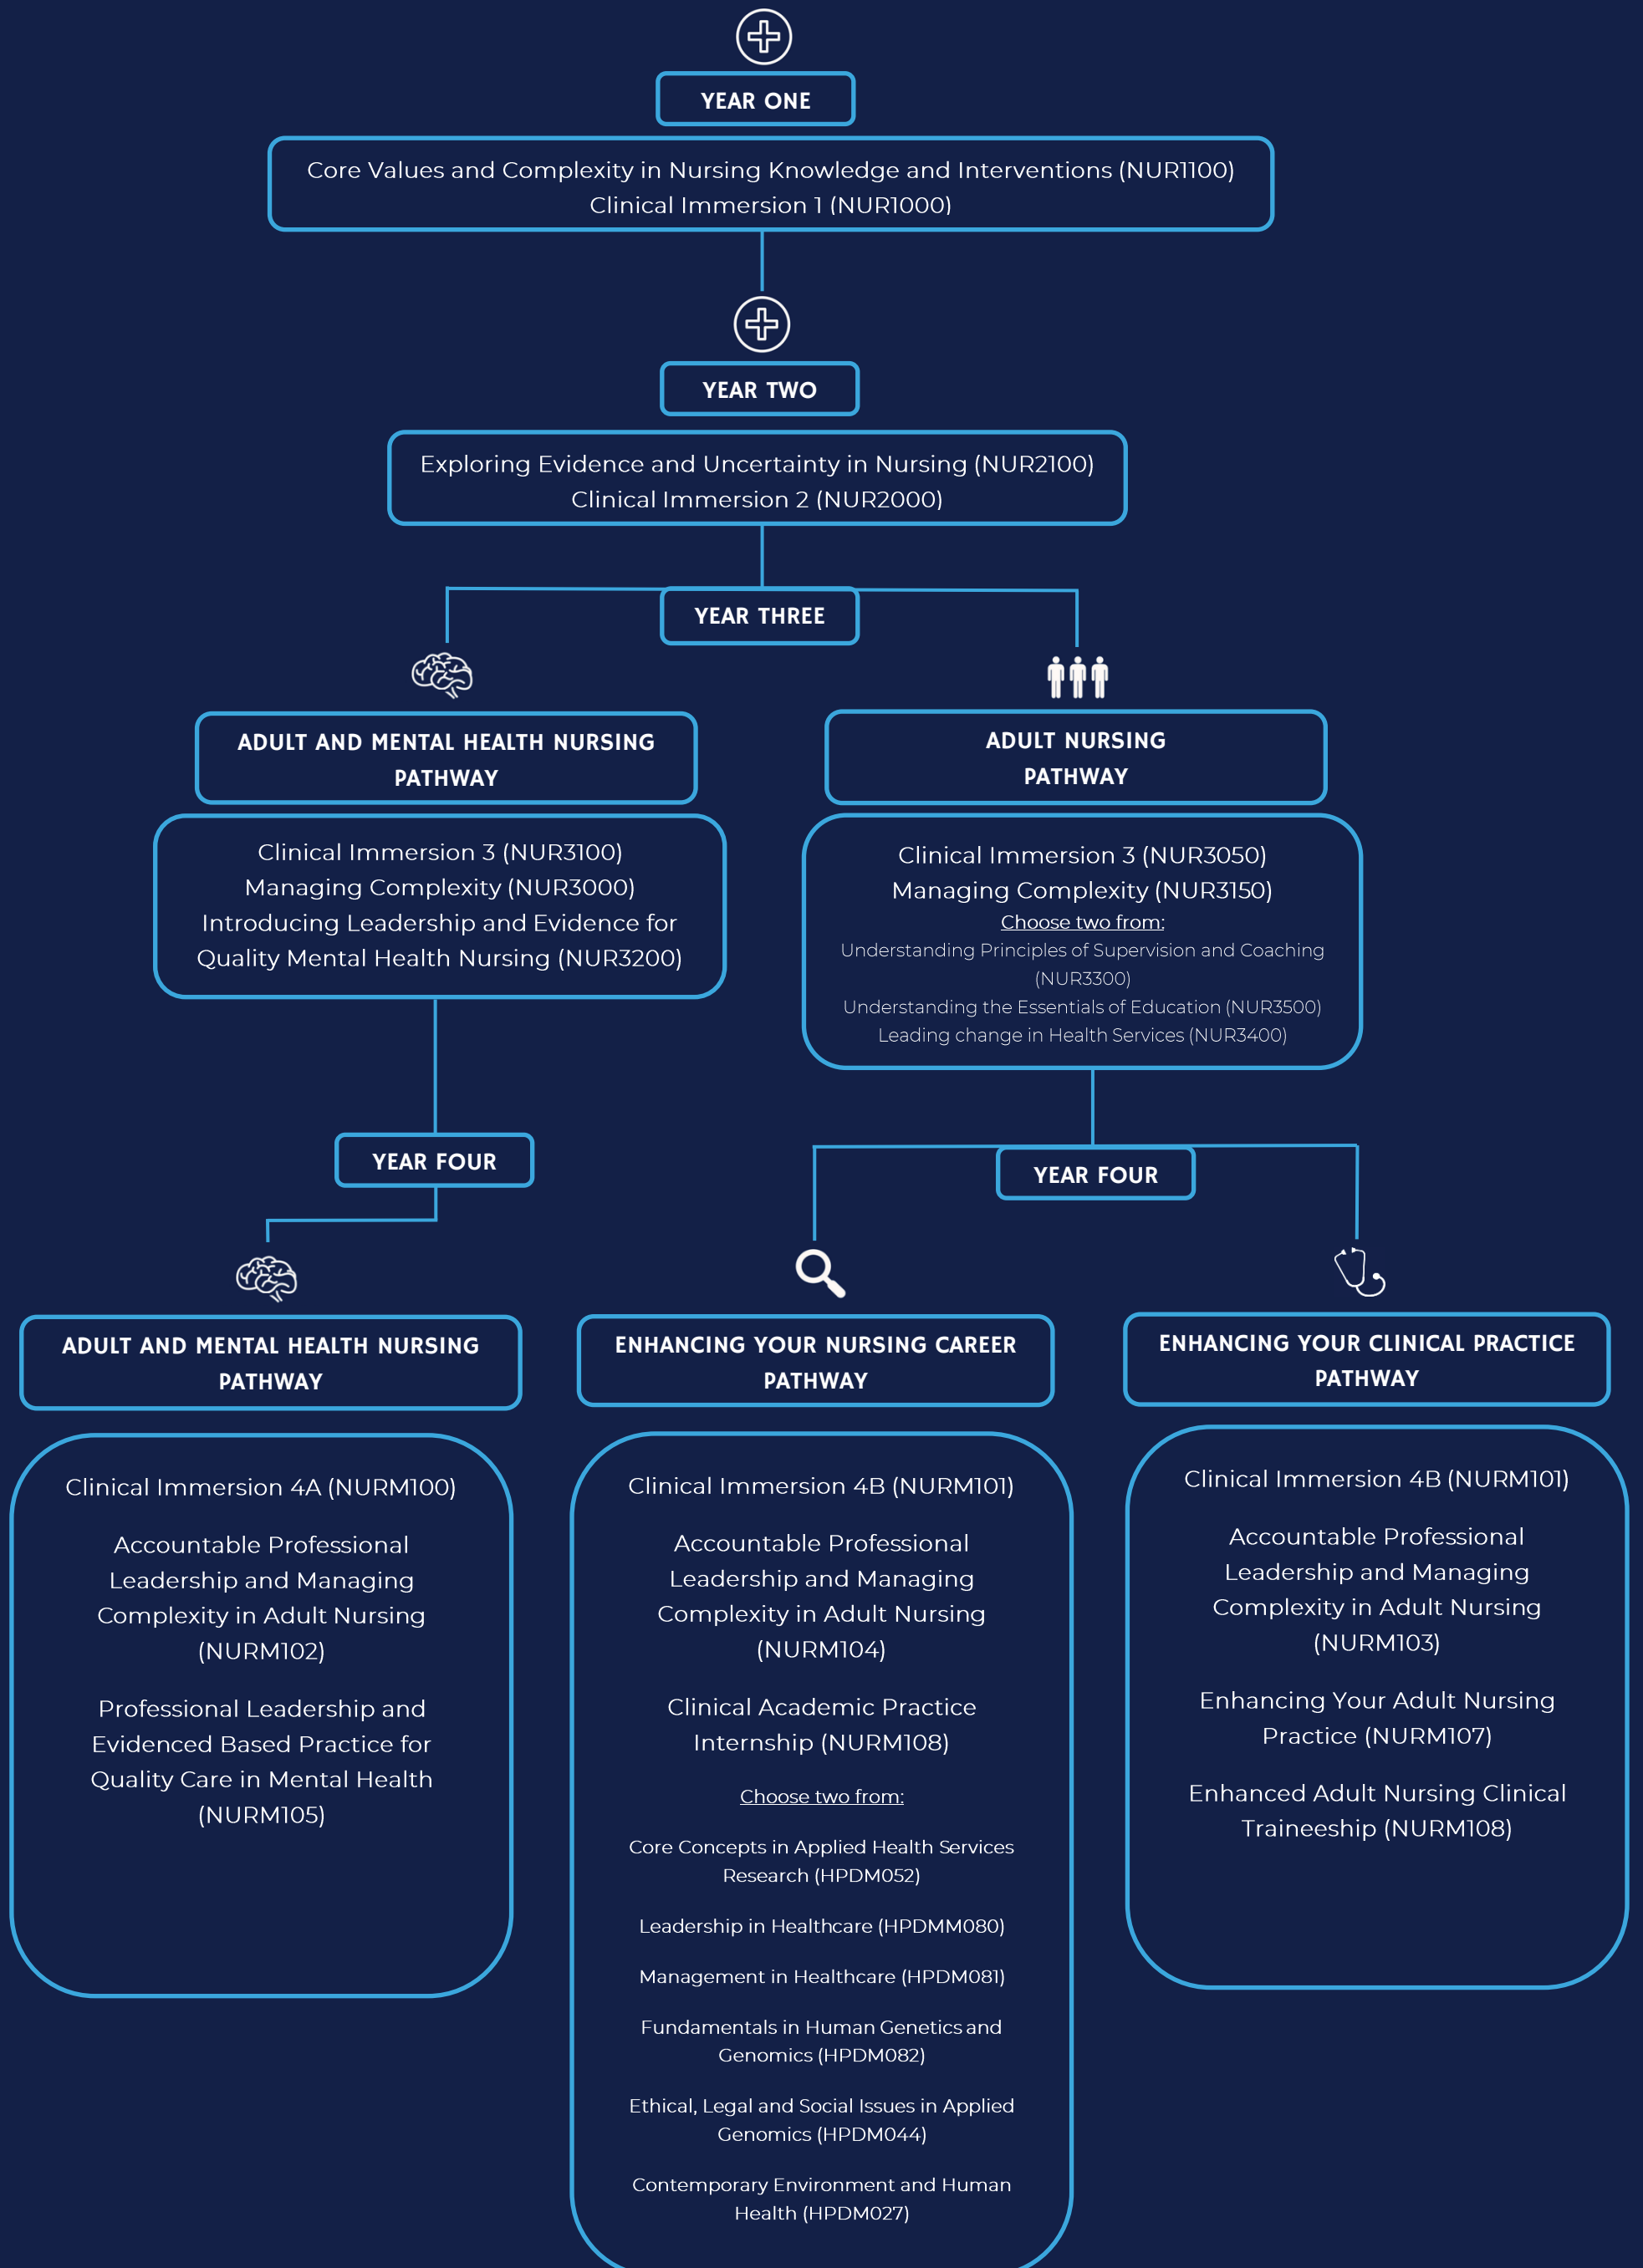 YEAR ONE
Core Values and Complexity in Nursing Knowledge and Interventions (NUR1100)
Clinical Immersion 1 (NUR1000)
YEAR TWO
Exploring Evidence and Uncertainty in Nursing (NUR2100)
Clinical Immersion 2 (NUR2000)
YEAR THREE
ADULT AND MENTAL HEALTH NURSING
PATHWAY
Clinical Immersion 3 (NUR3100)
Managing Complexity (NUR3000)
Introducing Leadership and Evidence for
Quality Mental Health Nursing (NUR3200)
ADULT NURSING
PATHWAY
Clinical Immersion 3 (NUR3050)
Managing Complexity (NUR3150)
Choose two from:
Understanding Principles of Supervision and Coaching
(NUR3300)
Understanding the Essentials of Education (NUR3500)
Leading change in Health Services (NUR3400)
YEAR FOUR
ADULT AND MENTAL HEALTH NURSING
PATHWAY
Clinical Immersion 4A (NURM100)
Accountable Professional
Leadership and Managing
Complexity in Adult Nursing
(NURM102)
Professional Leadership and
Evidenced Based Practice for
Quality Care in Mental Health
(NURM105)
YEAR FOUR
ENHANCING YOUR NURSING CAREER
PATHWAY
Clinical Immersion 4B (NURM101)
Accountable Professional
Leadership and Managing
Complexity in Adult Nursing
(NURM104)
Clinical Academic Practice
Internship (NURM108)
Choose two from:
Core Concepts in Applied Health Services
Research (HPDM052)
Leadership in Healthcare (HPDMM080)
Management in Healthcare (HPDM081)
Fundamentals in Human Genetics and
Genomics (HPDM082)
Ethical, Legal and Social Issues in Applied
Genomics (HPDM044)
Contemporary Environment and Human
Health (HPDM027)
ENHANCING YOUR CLINICAL PRACTICE
PATHWAY
Clinical Immersion 4B (NURM101)
Accountable Professional
Leadership and Managing
Complexity in Adult Nursing
(NURM103)
Enhancing Your Adult Nursing
Practice (NURM107)
Enhanced Adult Nursing Clinical
Traineeship (NURM108)